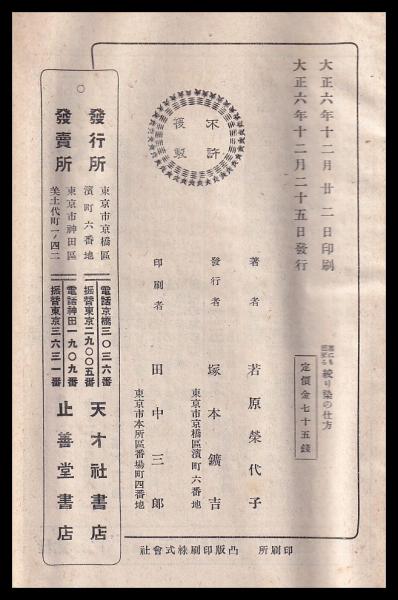 大正六年十二月廿二日印刷
大正六年十二月二十五日發行
絞り染の仕方
定價金七十五錢
不許
複製
著者 若原榮代子
發行者 塚本鑛吉
東京市京橋區濱町六番地
印刷者 田中三郎
東京市本所區番場町四番地
印刷所 凸版印刷株式會社
發行所 東京市京橋區濱町六番地 電話京橋三〇三六番 振替東京二九〇〇五番 天才社書店
發賣所 東京市神田區美土代町一ノ四二 電話神田一九〇九番 振替東京三六三一番 止善堂書店